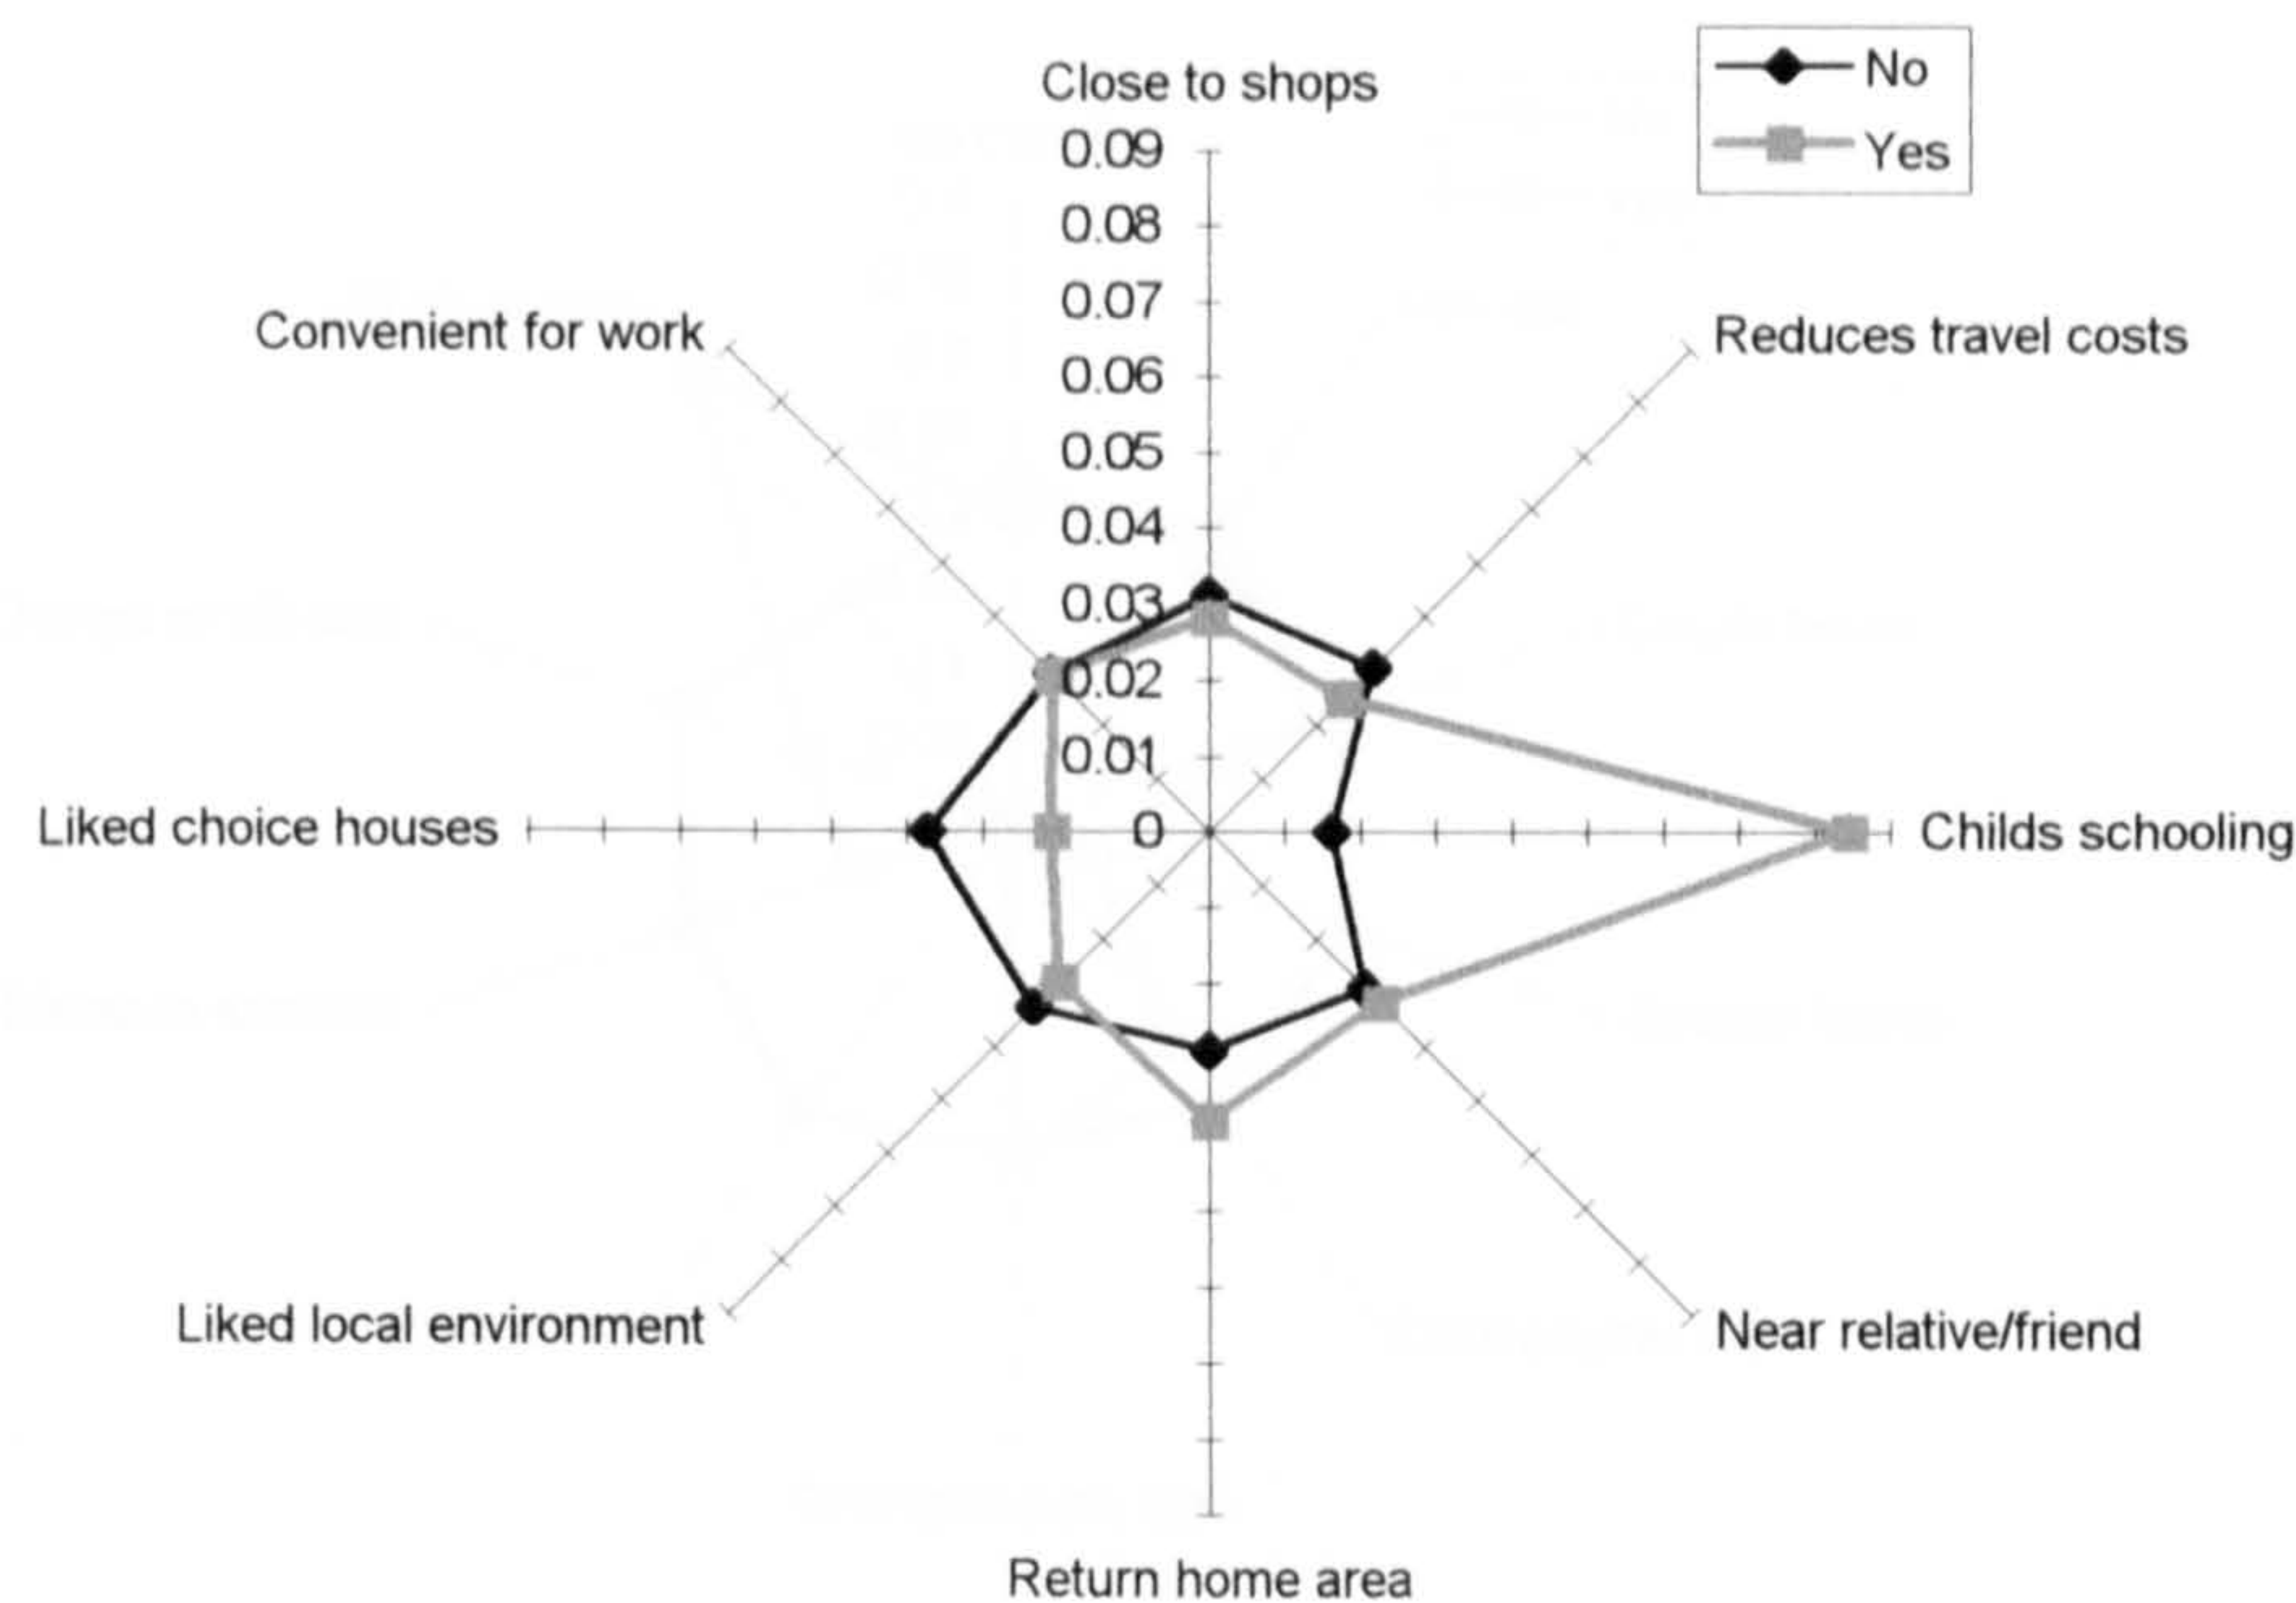 Close to shops
No
Yes
0.09
0.08
0.07
0.06
0.05
0.04
0.03
0.02
0.01
0
Convenient for work
Reduces travel costs
Liked choice houses
Childs schooling
Liked local environment
Near relative/friend
Return home area